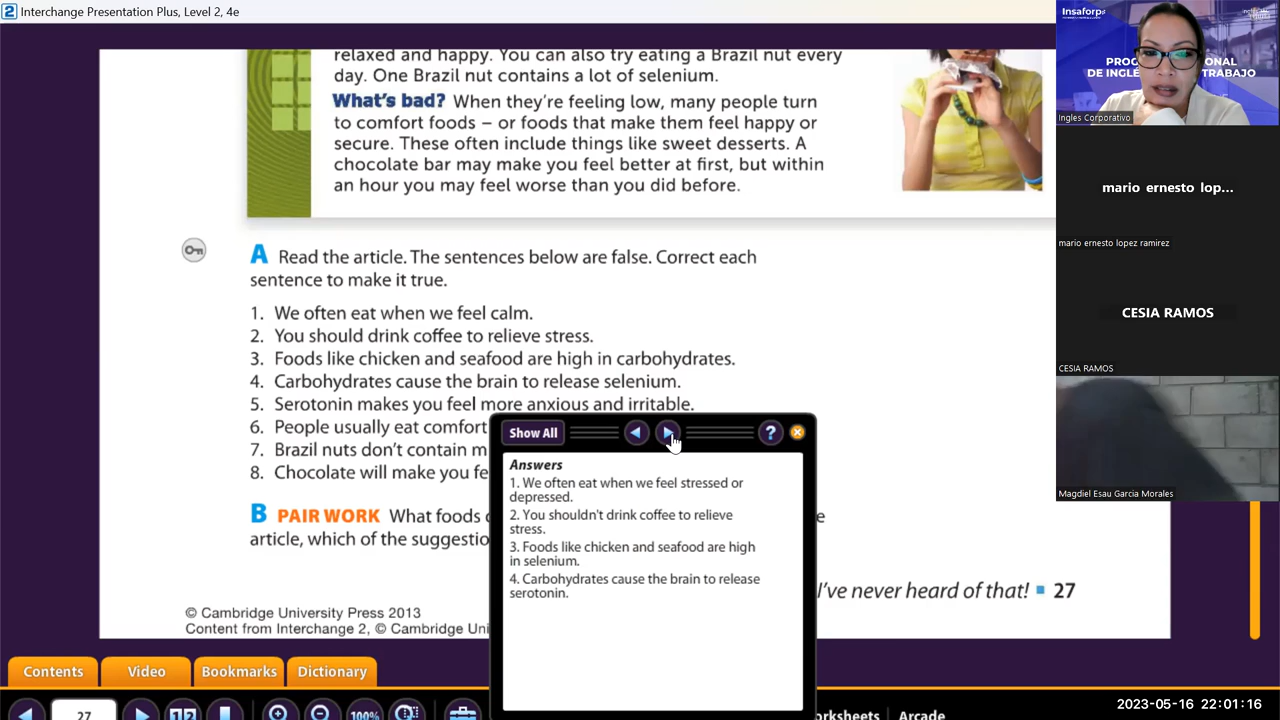 Interchange Presentation Plus, Level 2, 4e
relaxed and happy. You can also try eating a Brazil nut every
day. One Brazil nut contains a lot of selenium.
What's bad? When they're feeling low, many people turn
to comfort foods – or foods that make them feel happy or
secure. These often include things like sweet desserts. A
chocolate bar may make you feel better at first, but within
an hour you may feel worse than you did before.
A Read the article. The sentences below are false. Correct each
sentence to make it true.
1. We often eat when we feel calm.
2. You should drink coffee to relieve stress.
3. Foods like chicken and seafood are high in carbohydrates.
4. Carbohydrates cause the brain to release selenium.
5. Serotonin makes you feel more anxious and irritable.
6. People usually eat comfort
7. Brazil nuts don't contain m
8. Chocolate will make you fe
B PAIR WORK What foods
article, which of the suggestio
I've never heard of that! 27
© Cambridge University Press 2013
Content from Interchange 2, © Cambridge Uni
Show All
?
Answers
1. We often eat when we feel stressed or
depressed.
2. You shouldn't drink coffee to relieve
stress.
3. Foods like chicken and seafood are high
in selenium.
4. Carbohydrates cause the brain to release
serotonin.
Contents
Video
Bookmarks
Dictionary
27
12
100%
orksheets
Arcade
Insaforp
PROG
IONAL
DE INGLÉ
TRABAJO
Ingles Corporativo
mario ernesto lop...
mario ernesto lopez ramirez
CESIA RAMOS
CESIA RAMOS
Magdiel Esau Garcia Morales
2023-05-16 22:01:16